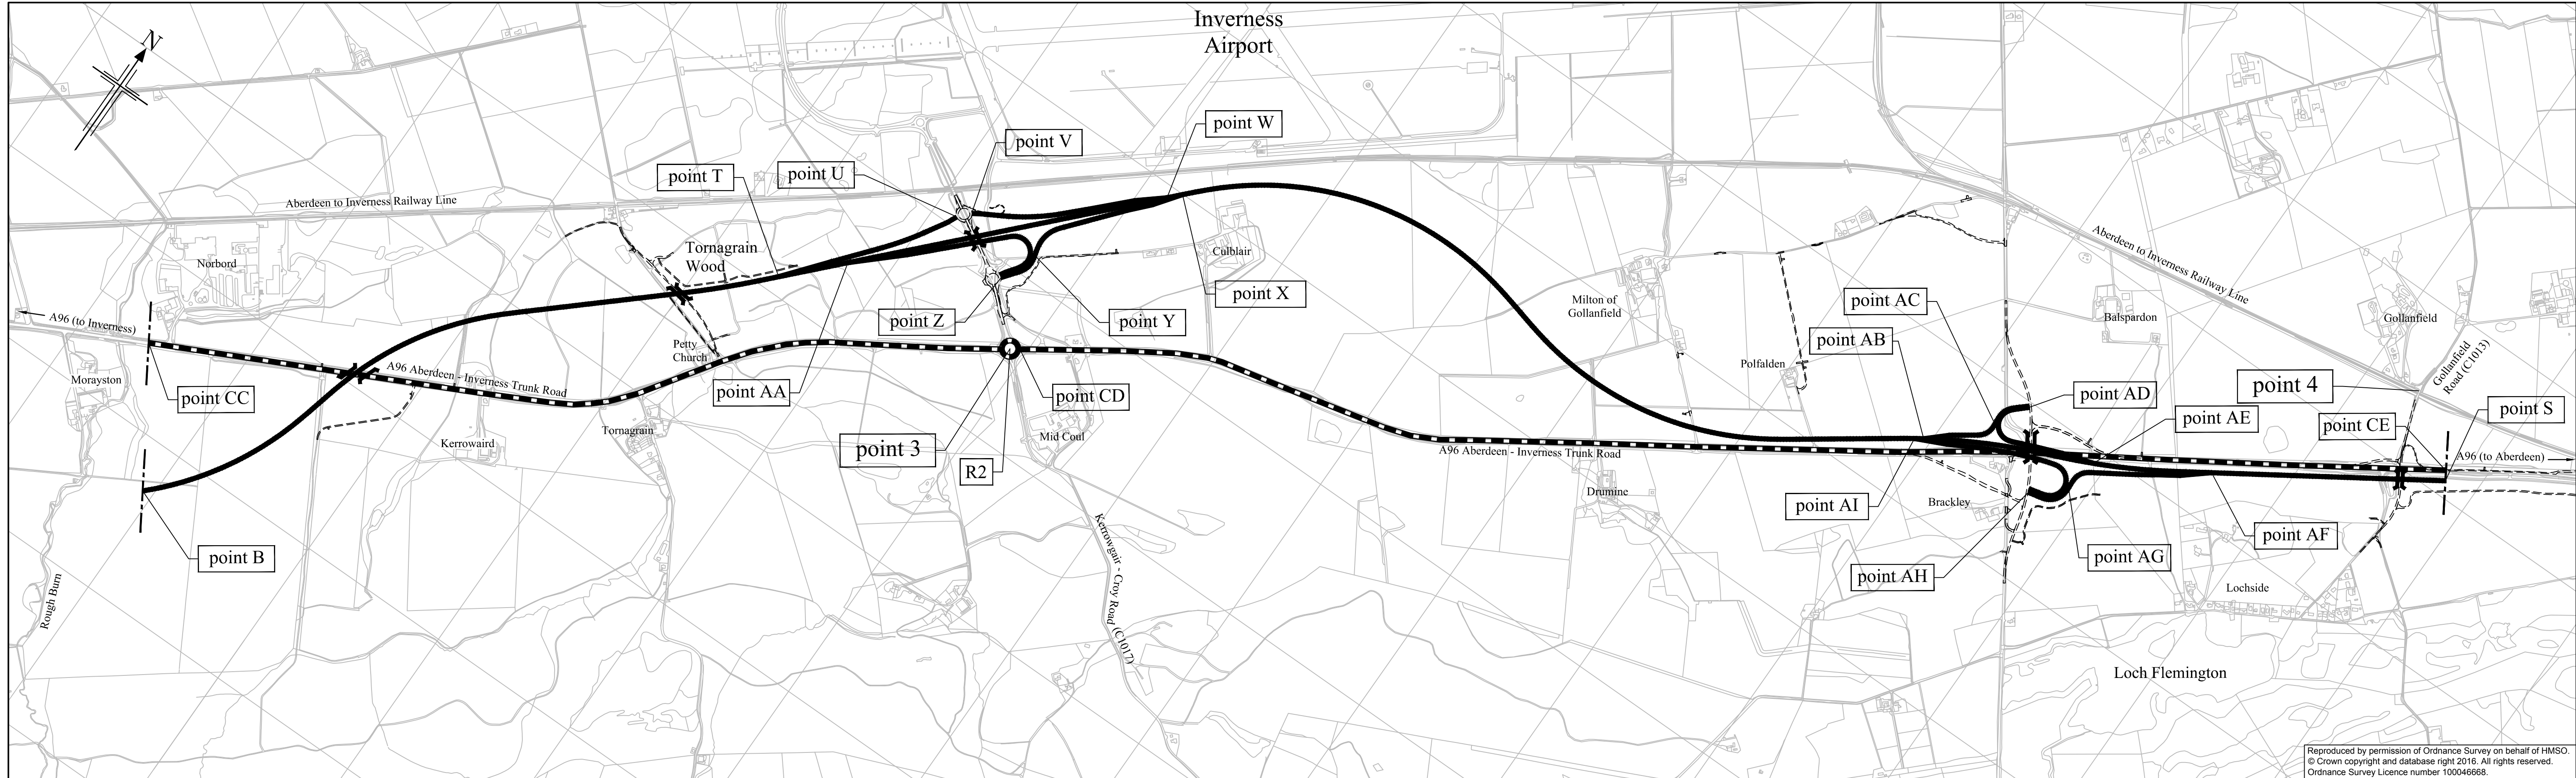 Inverness
Airport
N
point W
point V
point U
point T
Aberdeen to Inverness Railway Line
Tornagrain
Wood
Norbord
Culblair
Aberdeen to Inverness Railway Line
point X
Milton of
Gollanfield
point AC
Balspardon
Gollanfield
A96 (to Inverness)
point Z
point Y
point AB
Petty
Church
Polfalden
Gollanfield
Road (C1013)
Morayston
A96 Aberdeen - Inverness Trunk Road
point 4
point AD
point CC
point AA
point CD
point S
point AE
point CE
Kerrowaird
Tornagrain
Mid Coul
point 3
R2
A96 Aberdeen - Inverness Trunk Road
A96 (to Aberdeen)
Drumine
Brackley
point AI
point AF
point B
point AG
point AH
Rough Burn
Kerrowgair - Croy Road (C1017)
Lochside
Loch Flemington
Reproduced by permission of Ordnance Survey on behalf of HMSO.
© Crown copyright and database right 2016. All rights reserved.
Ordnance Survey Licence number 100046668.